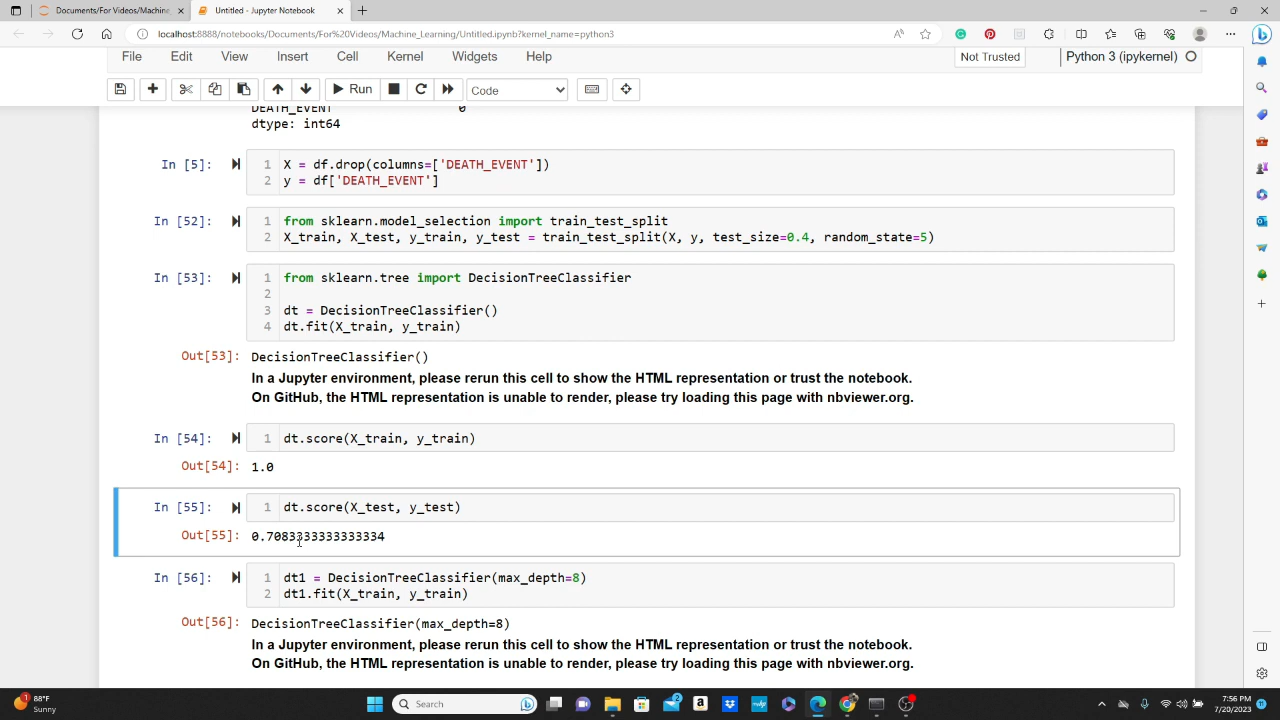 Documents/For Videos/Machine_
Untitled - Jupyter Notebook
localhost:8888/notebooks/Documents/For%20Videos/Machine_Learning/Untitled.ipynb?kernel_name=python3
File Edit View Insert Cell Kernel Widgets Help
Not Trusted
Python 3 (ipykernel)
Run
Code
DEATH_EVENT 0
dtype: int64
In [5]:
1 X = df.drop(columns=['DEATH_EVENT'])
2 y = df['DEATH_EVENT']
In [52]:
1 from sklearn.model_selection import train_test_split
2 X_train, X_test, y_train, y_test = train_test_split(X, y, test_size=0.4, random_state=5)
In [53]:
1 from sklearn.tree import DecisionTreeClassifier
2
3 dt = DecisionTreeClassifier()
4 dt.fit(X_train, y_train)
Out[53]: DecisionTreeClassifier()
In a Jupyter environment, please rerun this cell to show the HTML representation or trust the notebook.
On GitHub, the HTML representation is unable to render, please try loading this page with nbviewer.org.
In [54]:
1 dt.score(X_train, y_train)
Out[54]: 1.0
In [55]:
1 dt.score(X_test, y_test)
Out[55]: 0.7083333333333334
In [56]:
1 dt1 = DecisionTreeClassifier(max_depth=8)
2 dt1.fit(X_train, y_train)
Out[56]: DecisionTreeClassifier(max_depth=8)
In a Jupyter environment, please rerun this cell to show the HTML representation or trust the notebook.
On GitHub, the HTML representation is unable to render, please try loading this page with nbviewer.org.
88°F
Sunny
Search
7:56 PM
7/20/2023